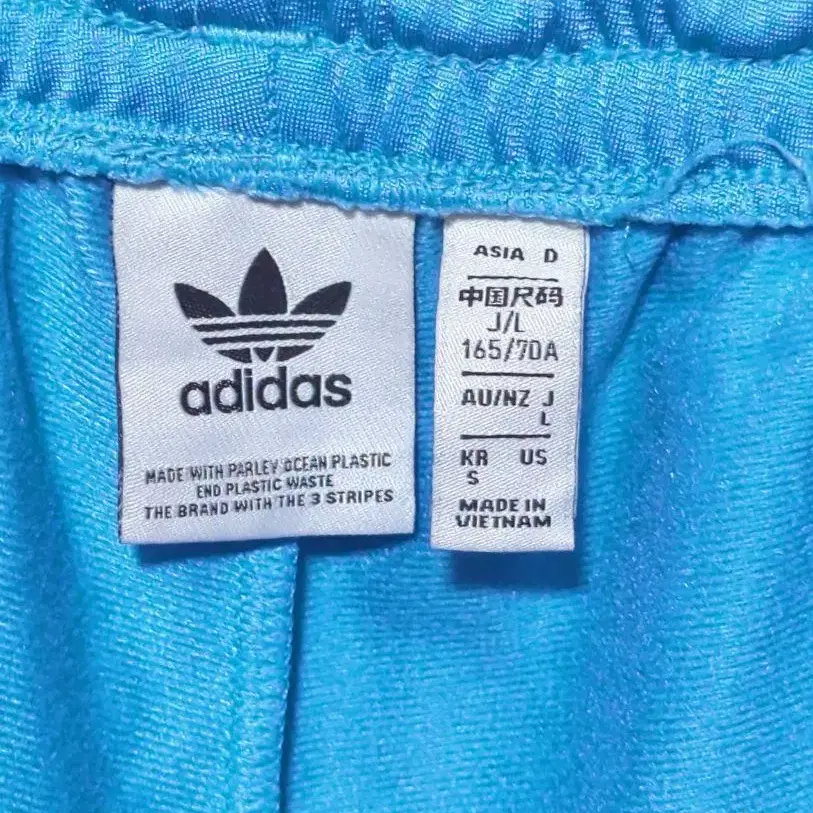 adidas
MADE WITH PARLEY OCEAN PLASTIC
END PLASTIC WASTE
THE BRAND WITH THE 3 STRIPES
ASIA D
中国尺码
J/L
165/70A
AU/NZ J
L
KR US
S
MADE IN
VIETNAM